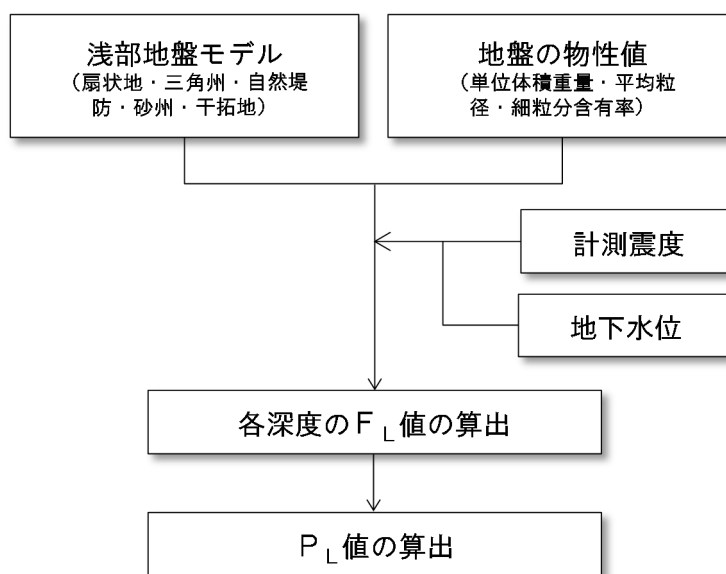 浅部地盤モデル
（扇状地・三角州・自然堤
防・砂州・干拓地）
地盤の物性値
（単位体積重量・平均粒
径・細粒分含有率）
計測震度
地下水位
各深度のＦL値の算出
ＰL値の算出